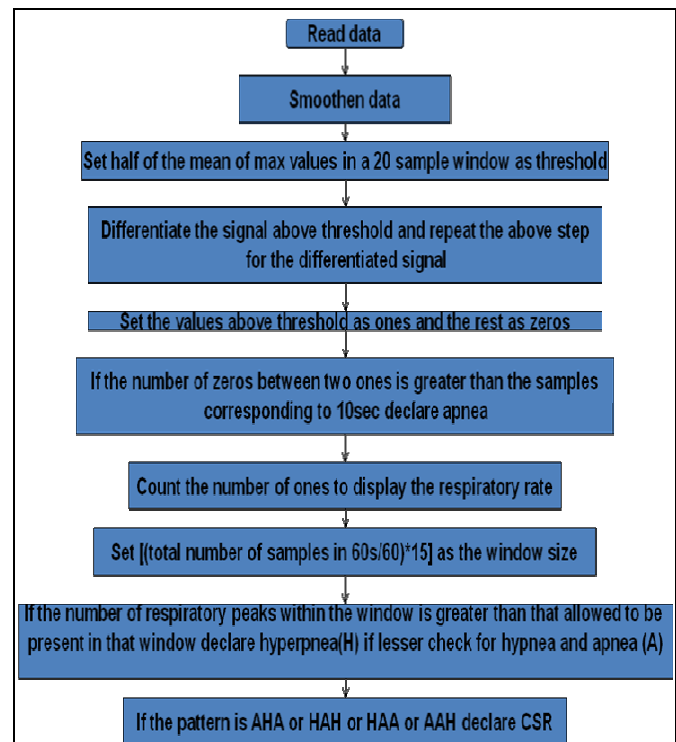 Read data
Smoothen data
Set half of the mean of max values in a 20 sample window as threshold
Differentiate the signal above threshold and repeat the above step
for the differentiated signal
Set the values above threshold as ones and the rest as zeros
If the number of zeros between two ones is greater than the samples
corresponding to 10sec declare apnea
Count the number of ones to display the respiratory rate
Set [(total number of samples in 60s/60)*15] as the window size
If the number of respiratory peaks within the window is greater than that allowed to be
present in that window declare hyperpnea(H) if lesser check for hypnea and apnea (A)
If the pattern is AHA or HAH or HAA or AAH declare CSR